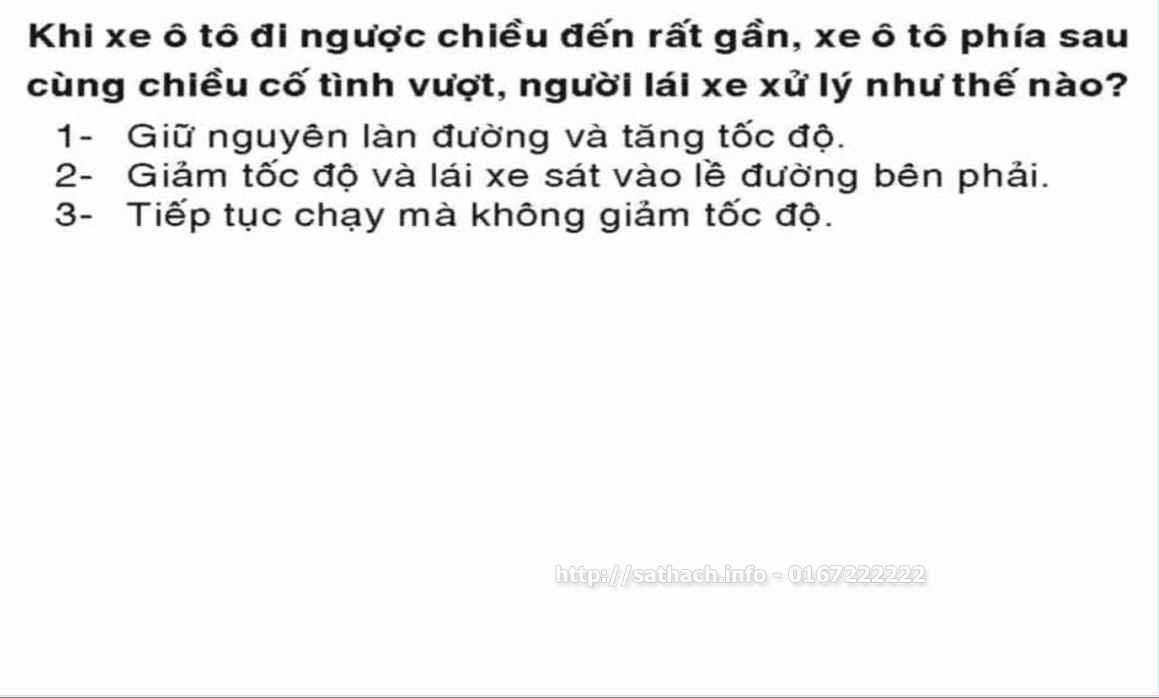 Khi xe ô tô đi ngược chiều đến rất gần, xe ô tô phía sau
cùng chiều cố tình vượt, người lái xe xử lý như thế nào?
1- Giữ nguyên làn đường và tăng tốc độ.
2- Giảm tốc độ và lái xe sát vào lề đường bên phải.
3- Tiếp tục chạy mà không giảm tốc độ.
http://sathach.info - 0167222222